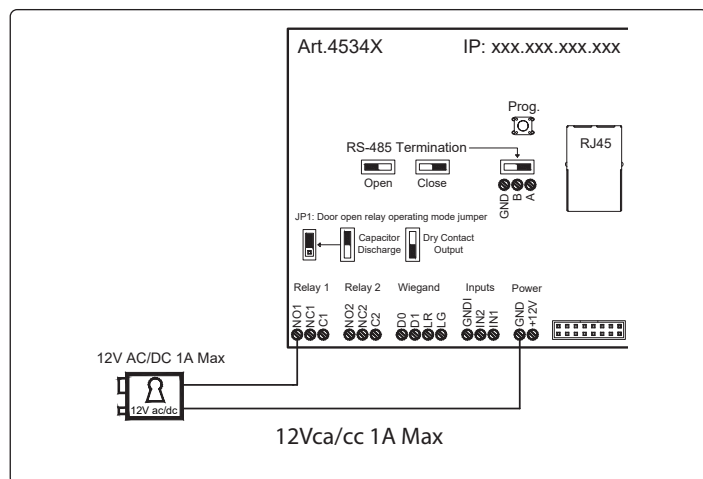 Art.4534X IP: xxx.xxx.xxx.xxx
Prog.
RJ45
RS-485 Termination
Open Close
GND B A
JP1: Door open relay operating mode jumper
Capacitor Discharge
Dry Contact Output
Relay 1 Relay 2 Wiegand Inputs Power
NO1 NC1 C1 NO2 NC2 C2 D0 D1 LR LG GNDI IN2 IN1 GND +12V
12V AC/DC 1A Max
12V ac/dc
12Vca/cc 1A Max